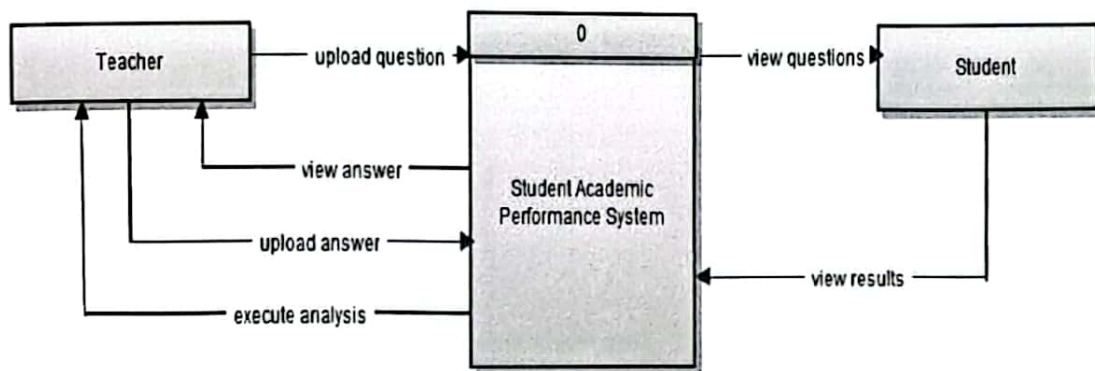 0
Teacher
upload question
view questions
Student
view answer
Student Academic
Performance System
upload answer
view results
execute analysis